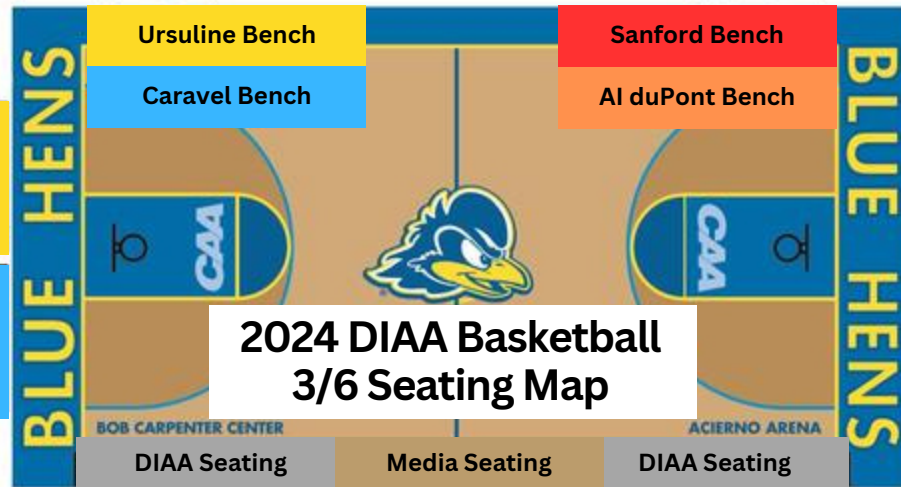 Ursuline Bench
Caravel Bench
Sanford Bench
AI duPont Bench
BLUE HENS
CAA
CAA
BLUE HENS
2024 DIAA Basketball
3/6 Seating Map
BOB CARPENTER CENTER
ACIERNO ARENA
DIAA Seating
Media Seating
DIAA Seating